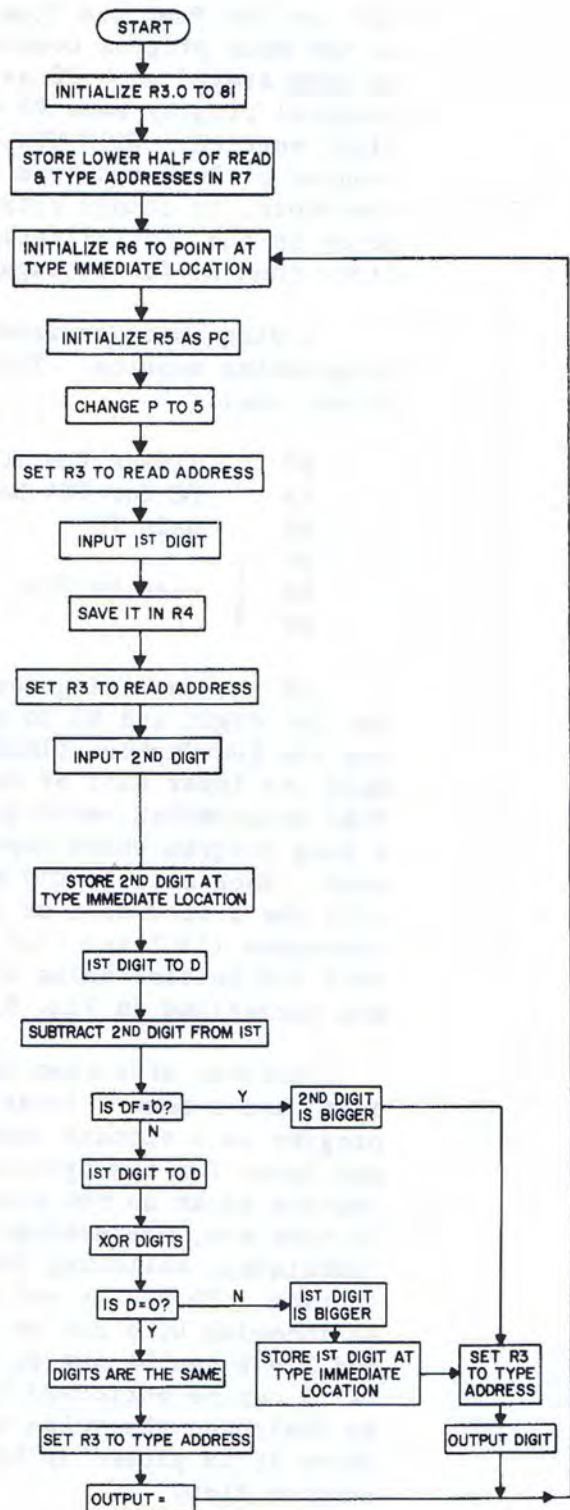 START
INITIALIZE R3.0 TO 81
STORE LOWER HALF OF READ
& TYPE ADDRESSES IN R7
INITIALIZE R6 TO POINT AT
TYPE IMMEDIATE LOCATION
INITIALIZE R5 AS PC
CHANGE P TO 5
SET R3 TO READ ADDRESS
INPUT 1ST DIGIT
SAVE IT IN R4
SET R3 TO READ ADDRESS
INPUT 2ND DIGIT
STORE 2ND DIGIT AT
TYPE IMMEDIATE LOCATION
1ST DIGIT TO D
SUBTRACT 2ND DIGIT FROM 1ST
IS DF=0?
Y
2ND DIGIT
IS BIGGER
N
1ST DIGIT TO D
XOR DIGITS
IS D=0?
N
1ST DIGIT
IS BIGGER
Y
STORE 1ST DIGIT AT
TYPE IMMEDIATE
LOCATION
SET R3
TO TYPE
ADDRESS
DIGITS ARE THE SAME
SET R3 TO TYPE ADDRESS
OUTPUT DIGIT
OUTPUT =